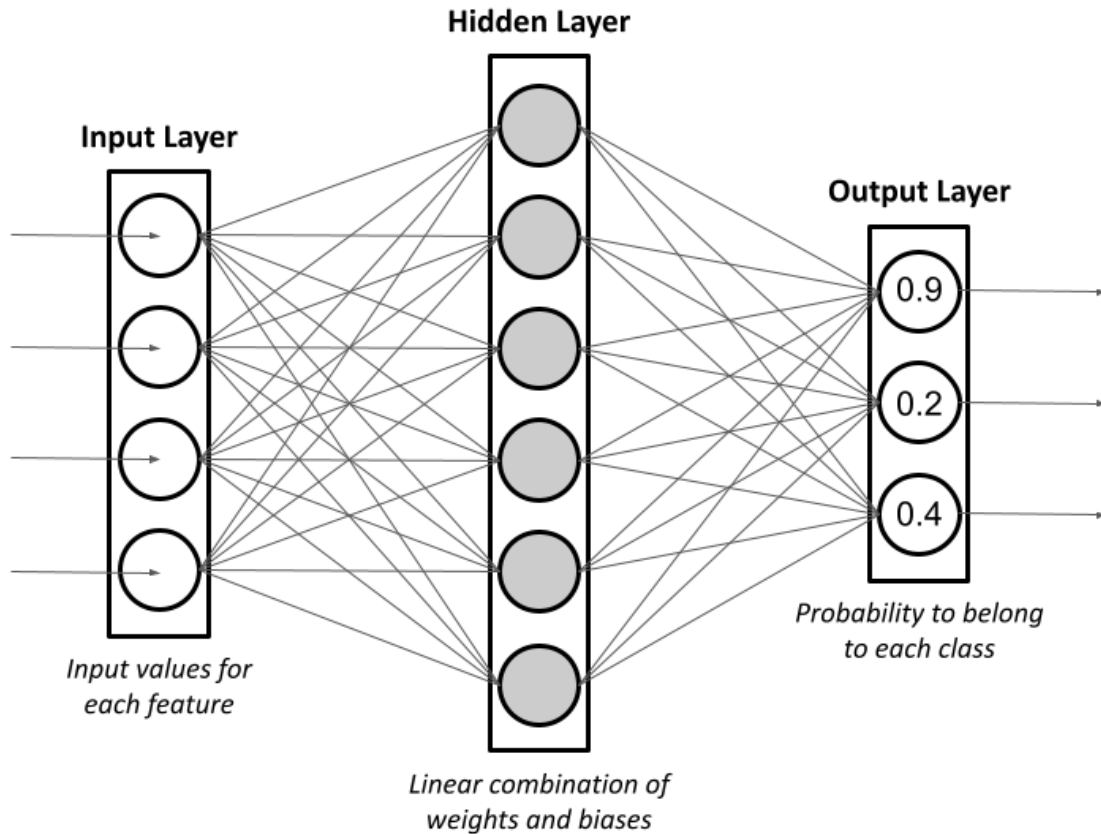 Hidden Layer
Input Layer
Output Layer
0.9
0.2
0.4
Probability to belong
to each class
Input values for
each feature
Linear combination of
weights and biases